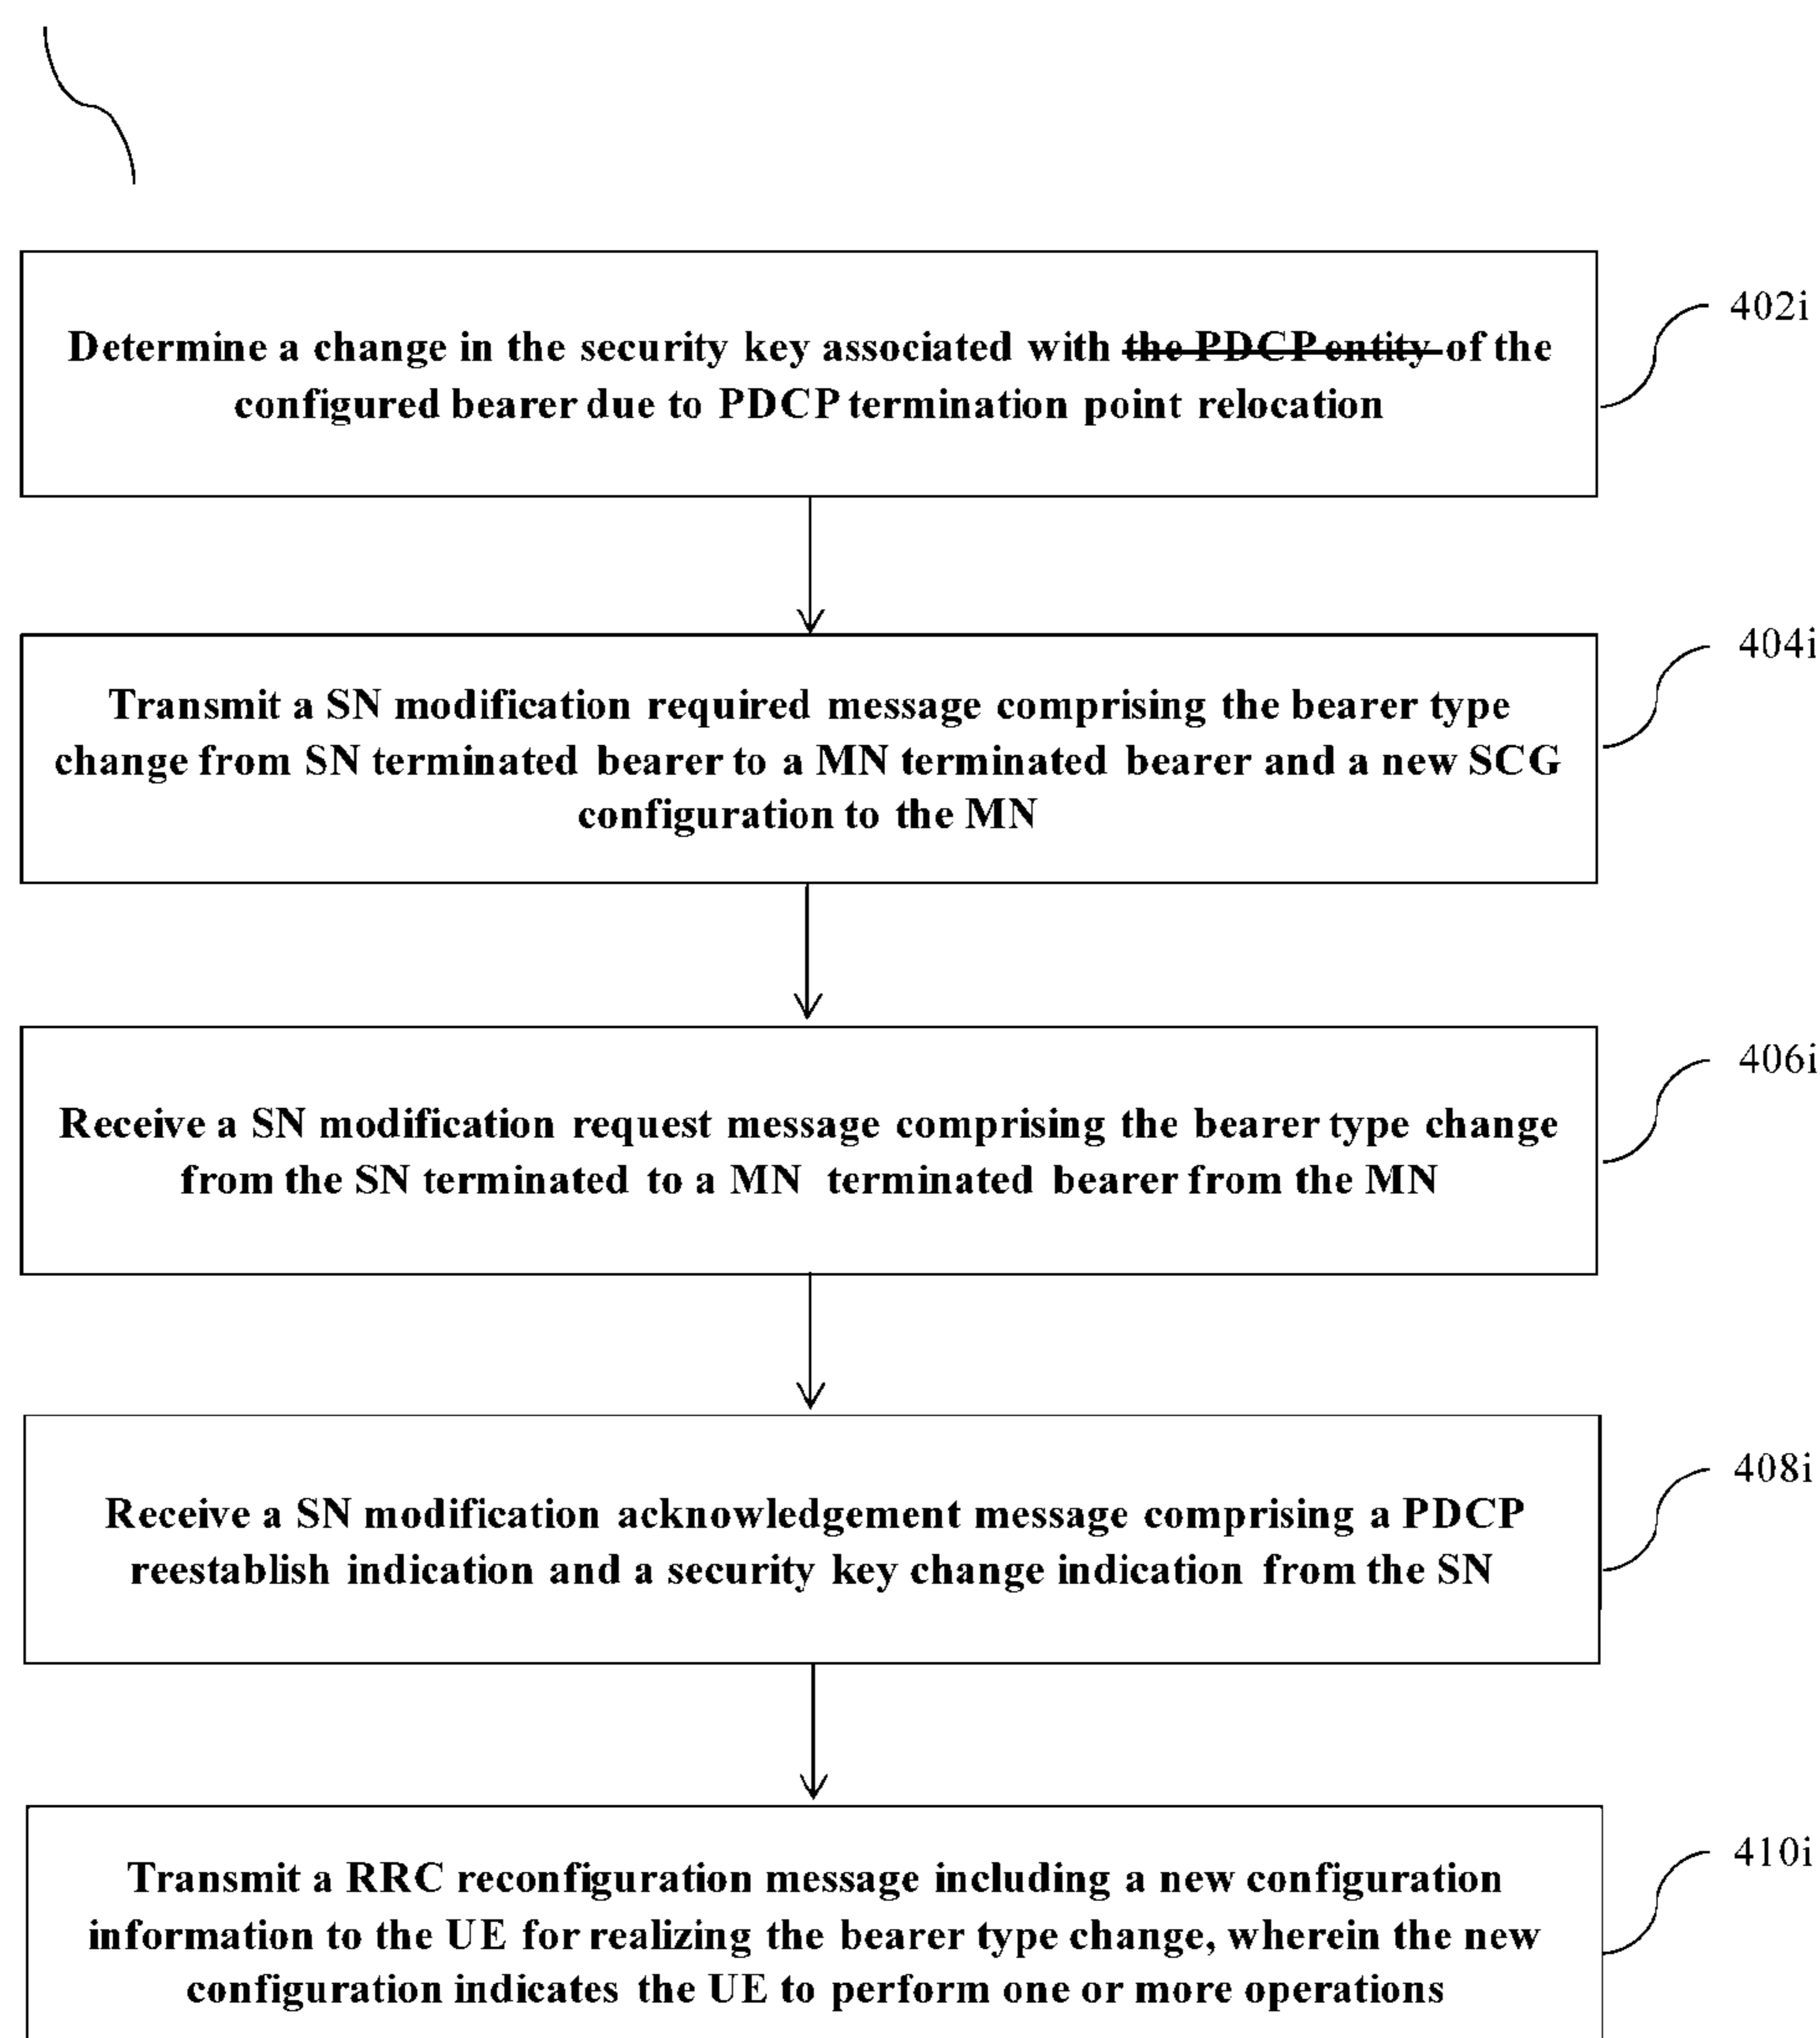 Determine a change in the security key associated with the PDCP entity of the
configured bearer due to PDCP termination point relocation
402i
Transmit a SN modification required message comprising the bearer type
change from SN terminated bearer to a MN terminated bearer and a new SCG
configuration to the MN
404i
Receive a SN modification request message comprising the bearer type change
from the SN terminated to a MN terminated bearer from the MN
406i
Receive a SN modification acknowledgement message comprising a PDCP
reestablish indication and a security key change indication from the SN
408i
Transmit a RRC reconfiguration message including a new configuration
information to the UE for realizing the bearer type change, wherein the new
configuration indicates the UE to perform one or more operations
410i